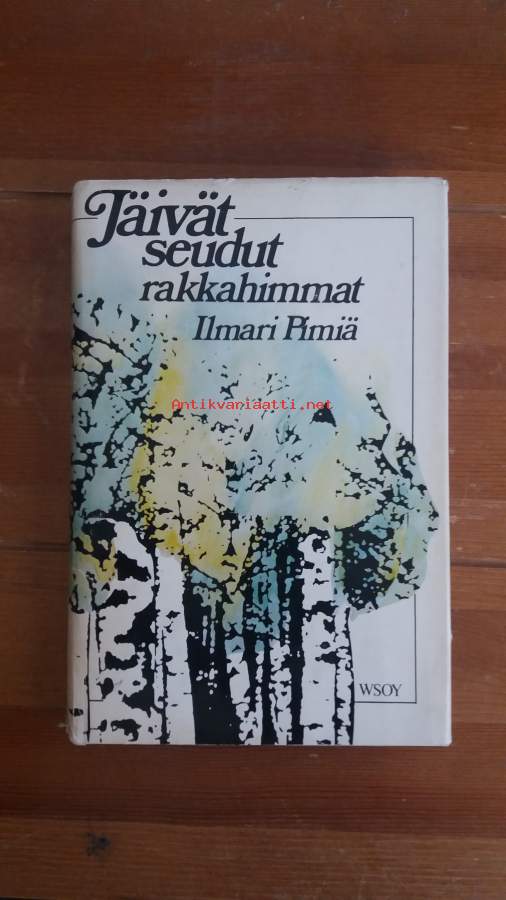 Jäivät
seudut
rakkahimmat
Ilmari Pimiä
Antikvariaatti.net
WSOY